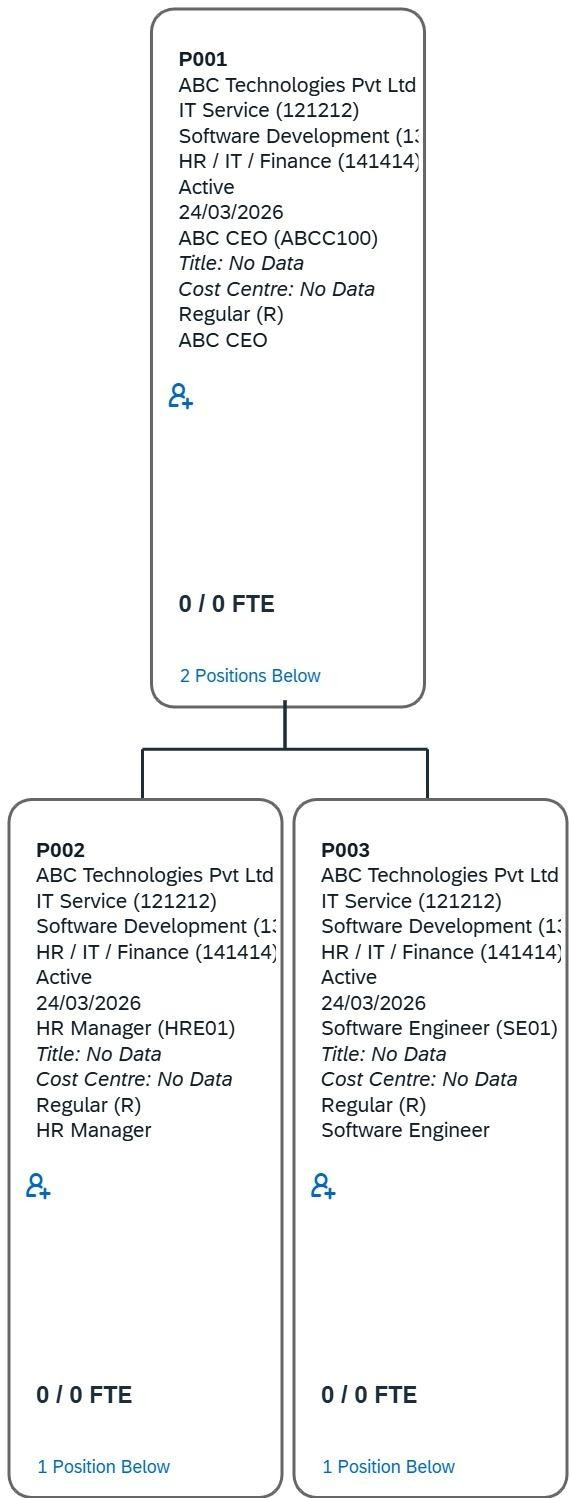 P001
ABC Technologies Pvt Ltd
IT Service (121212)
Software Development (13
HR / IT / Finance (141414)
Active
24/03/2026
ABC CEO (ABCC100)
Title: No Data
Cost Centre: No Data
Regular (R)
ABC CEO
0 / 0 FTE
2 Positions Below
P002
ABC Technologies Pvt Ltd
IT Service (121212)
Software Development (13
HR / IT / Finance (141414)
Active
24/03/2026
HR Manager (HRE01)
Title: No Data
Cost Centre: No Data
Regular (R)
HR Manager
0 / 0 FTE
1 Position Below
P003
ABC Technologies Pvt Ltd
IT Service (121212)
Software Development (13
HR / IT / Finance (141414)
Active
24/03/2026
Software Engineer (SE01)
Title: No Data
Cost Centre: No Data
Regular (R)
Software Engineer
0 / 0 FTE
1 Position Below